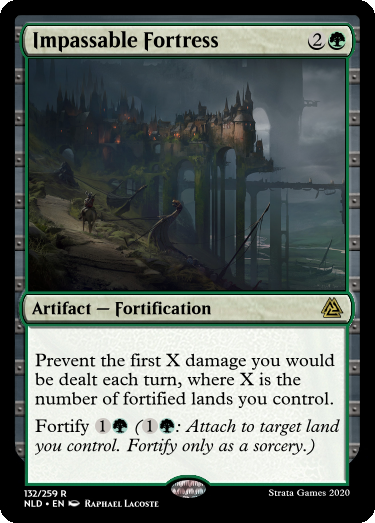 Impassable Fortress 2
Artifact — Fortification
Prevent the first X damage you would
be dealt each turn, where X is the
number of fortified lands you control.
Fortify 1 (1 : Attach to target land
you control. Fortify only as a sorcery.)
132/259 R
Strata Games 2020
NLD • EN Raphael Lacoste